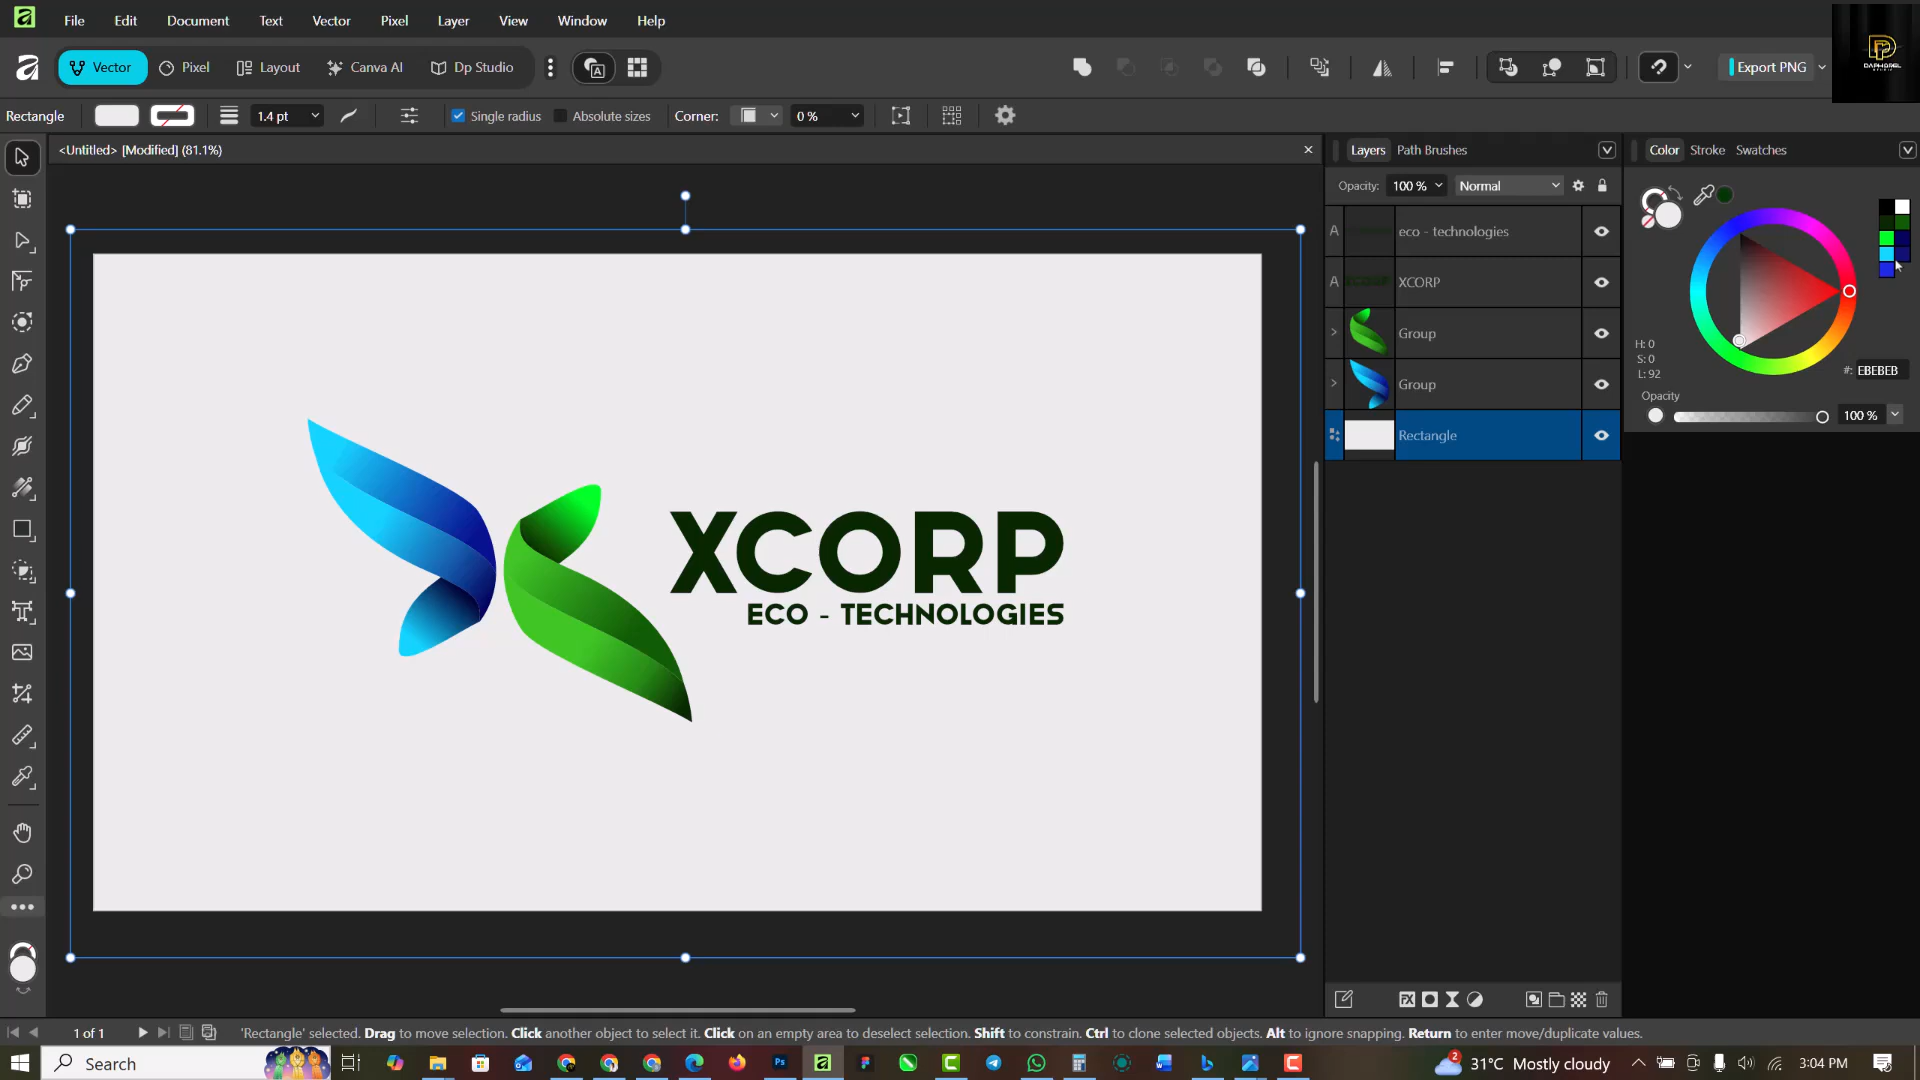 File Edit Document Text Vector Pixel Layer View Window Help
Vector Pixel Layout Canva AI Dp Studio Export PNG
DAPHOREL
Rectangle 1.4 pt Single radius Absolute sizes Corner: 0 %
<Untitled> [Modified] (81.1%)
Layers Path Brushes
Color Stroke Swatches
Opacity: 100 % Normal
A eco - technologies
A XCORP
Group
Group
Rectangle
H: 0
S: 0
L: 92
#: EBEBEB
Opacity
100 %
XCORP
ECO - TECHNOLOGIES
1 of 1 'Rectangle' selected. Drag to move selection. Click another object to select it. Click on an empty area to deselect selection. Shift to constrain. Ctrl to clone selected objects. Alt to ignore snapping. Return to enter move/duplicate values.
Search 2 31°C Mostly cloudy 3:04 PM